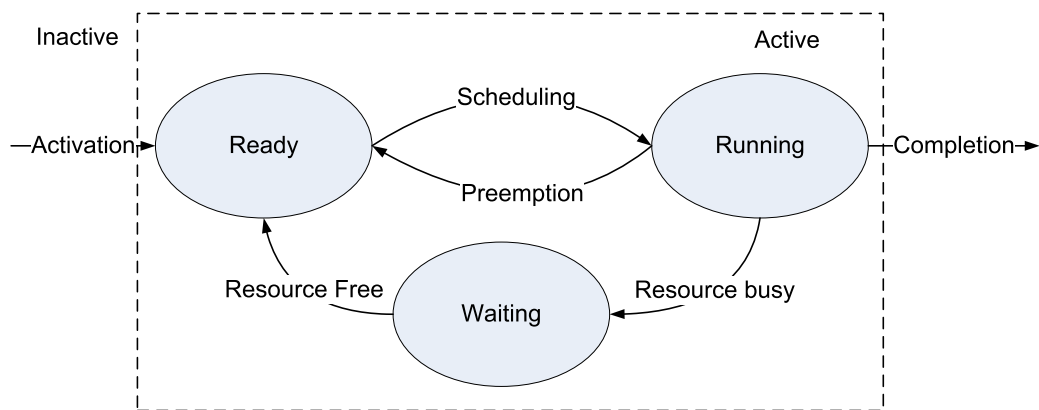 Inactive
Active
Scheduling
Activation
Ready
Running
Completion
Preemption
Resource Free
Resource busy
Waiting